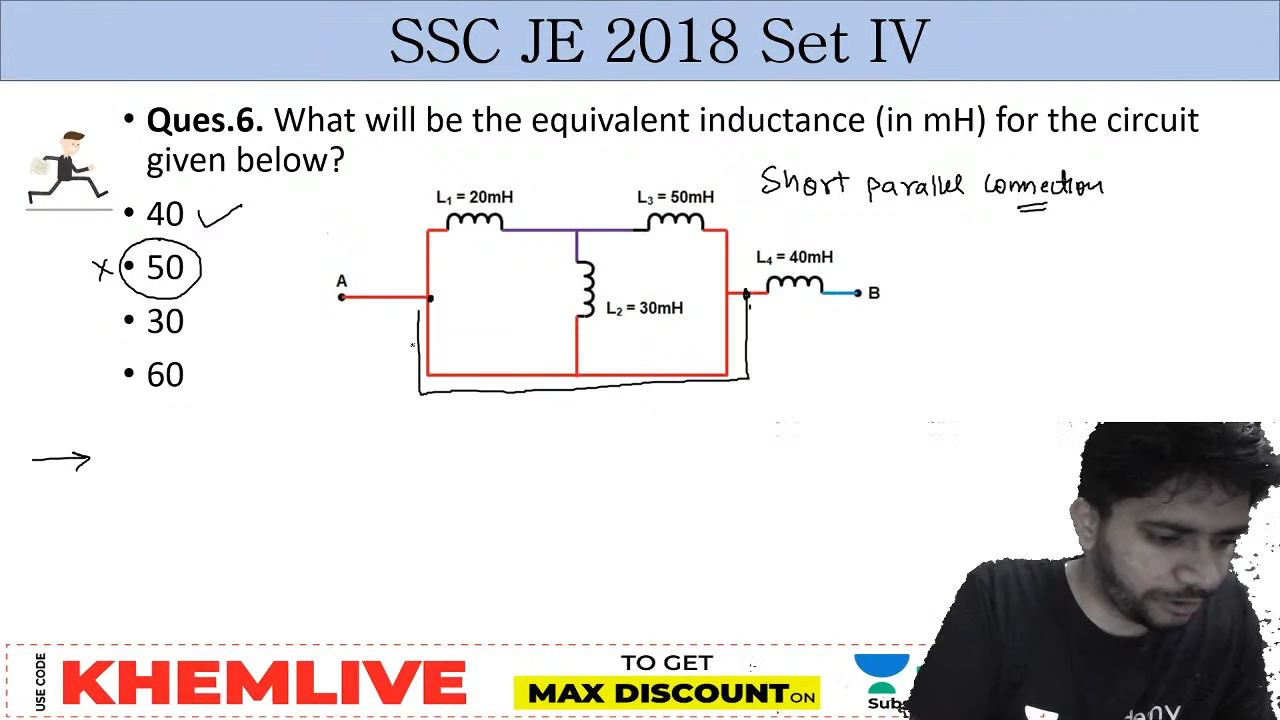 SSC JE 2018 Set IV
• Ques.6. What will be the equivalent inductance (in mH) for the circuit
given below?
Short parallel connection
• 40
• 50
• 30
• 60
L₁ = 20mH
L₃ = 50mH
L₄ = 40mH
A
B
L₂ = 30mH
USE CODE
KHEMLIVE
TO GET
MAX DISCOUNT ON